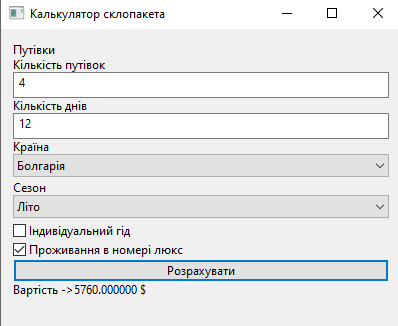 Калькулятор склопакета
Путівки
Кількість путівок
4
Кількість днів
12
Країна
Болгарія
Сезон
Літо
Індивідуальний гід
Проживання в номері люкс
Розрахувати
Вартість ->5760.000000 $